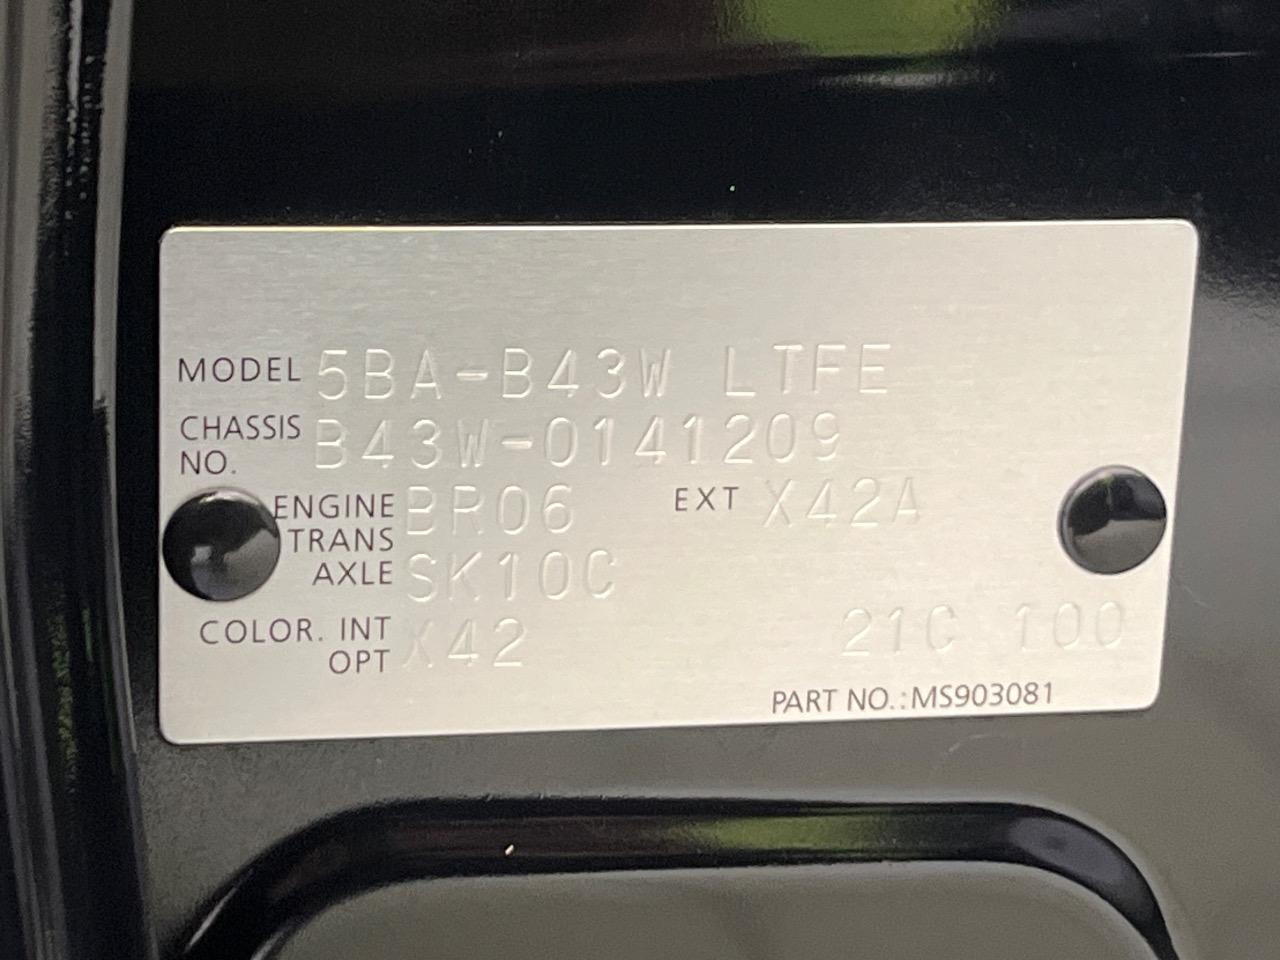 MODEL 5BA-B43W LTFE
CHASSIS NO. B43W-0141209
ENGINE BR06 EXT X42A
TRANS AXLE SK10C
COLOR. INT OPT X42 21C 100
PART NO.:MS903081